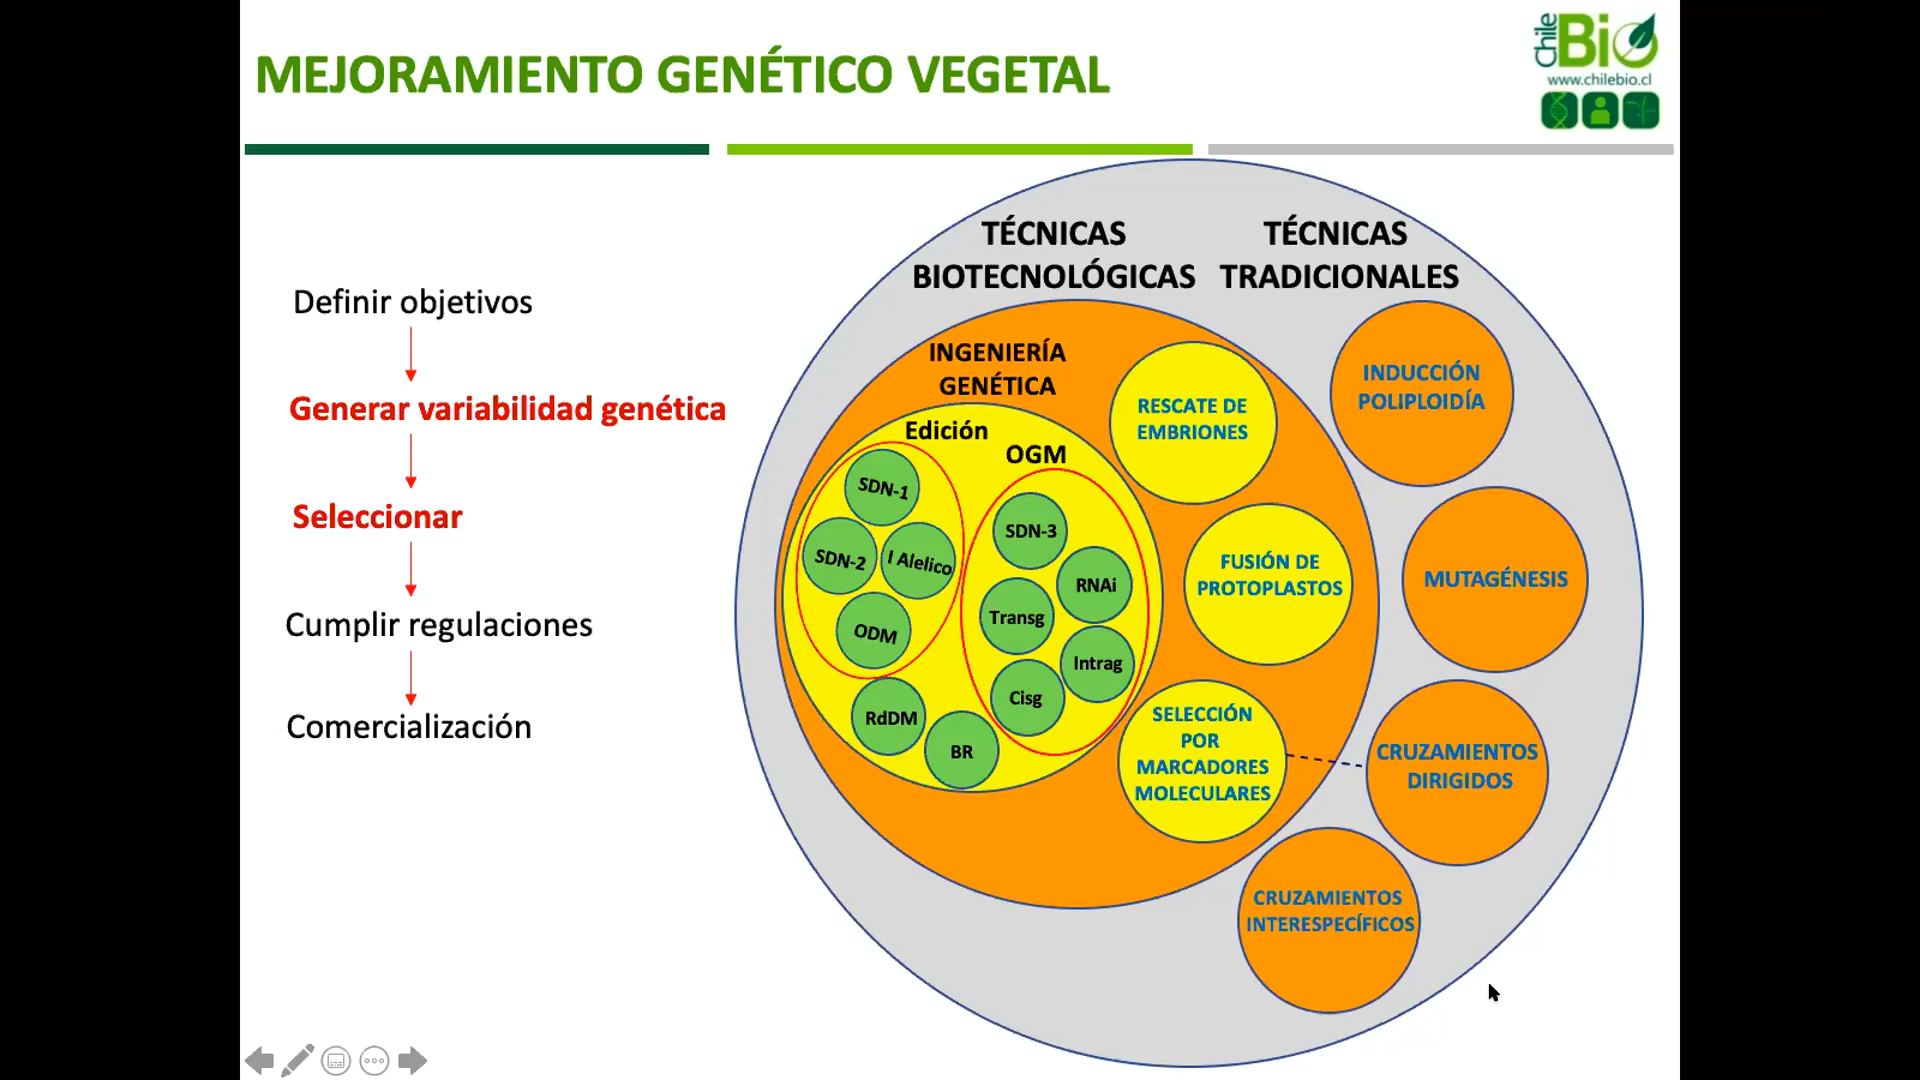 MEJORAMIENTO GENÉTICO VEGETAL
Chile
Bio
www.chilebio.cl
Definir objetivos
Generar variabilidad genética
Seleccionar
Cumplir regulaciones
Comercialización
TÉCNICAS
BIOTECNOLÓGICAS
TÉCNICAS
TRADICIONALES
INGENIERÍA
GENÉTICA
Edición
OGM
SDN-1
SDN-2
I Alelico
ODM
RdDM
BR
SDN-3
RNAi
Transg
Intrag
Cisg
RESCATE DE
EMBRIONES
FUSIÓN DE
PROTOPLASTOS
SELECCIÓN
POR
MARCADORES
MOLECULARES
INDUCCIÓN
POLIPLOIDÍA
MUTAGÉNESIS
CRUZAMIENTOS
DIRIGIDOS
CRUZAMIENTOS
INTERESPECÍFICOS